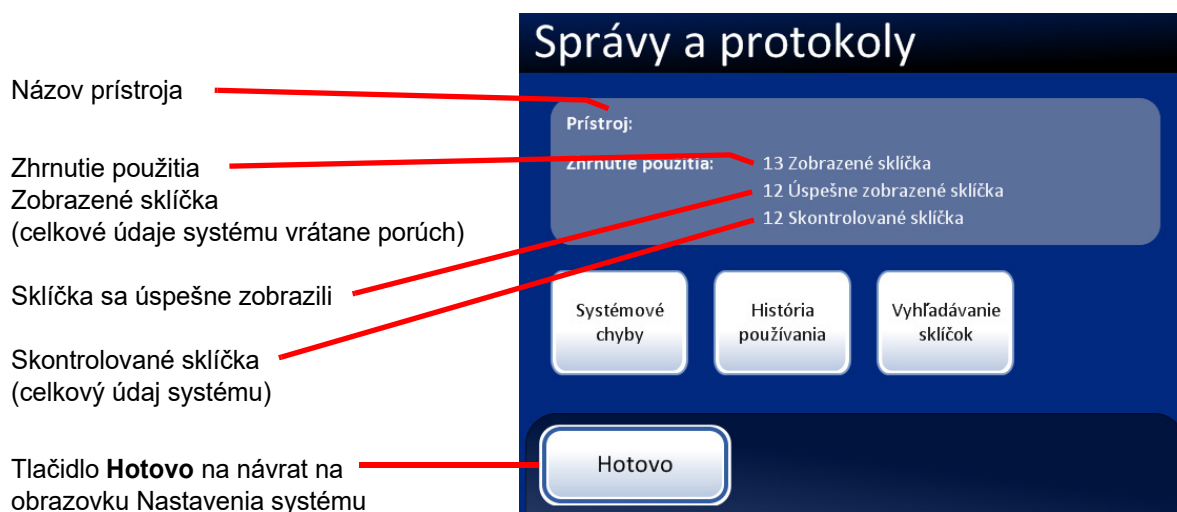 Správy a protokoly
Názov prístroja
Zhrnutie použitia
Zobrazené sklíčka
(celkové údaje systému vrátane porúch)
Sklíčka sa úspešne zobrazili
Skontrolované sklíčka
(celkový údaj systému)
Tlačidlo Hotovo na návrat na
obrazovku Nastavenia systému
Prístroj:
Zhrnutie použitia: 13 Zobrazené sklíčka
12 Úspešne zobrazené sklíčka
12 Skontrolované sklíčka
Systémové
chyby
História
používania
Vyhľadávanie
sklíčok
Hotovo